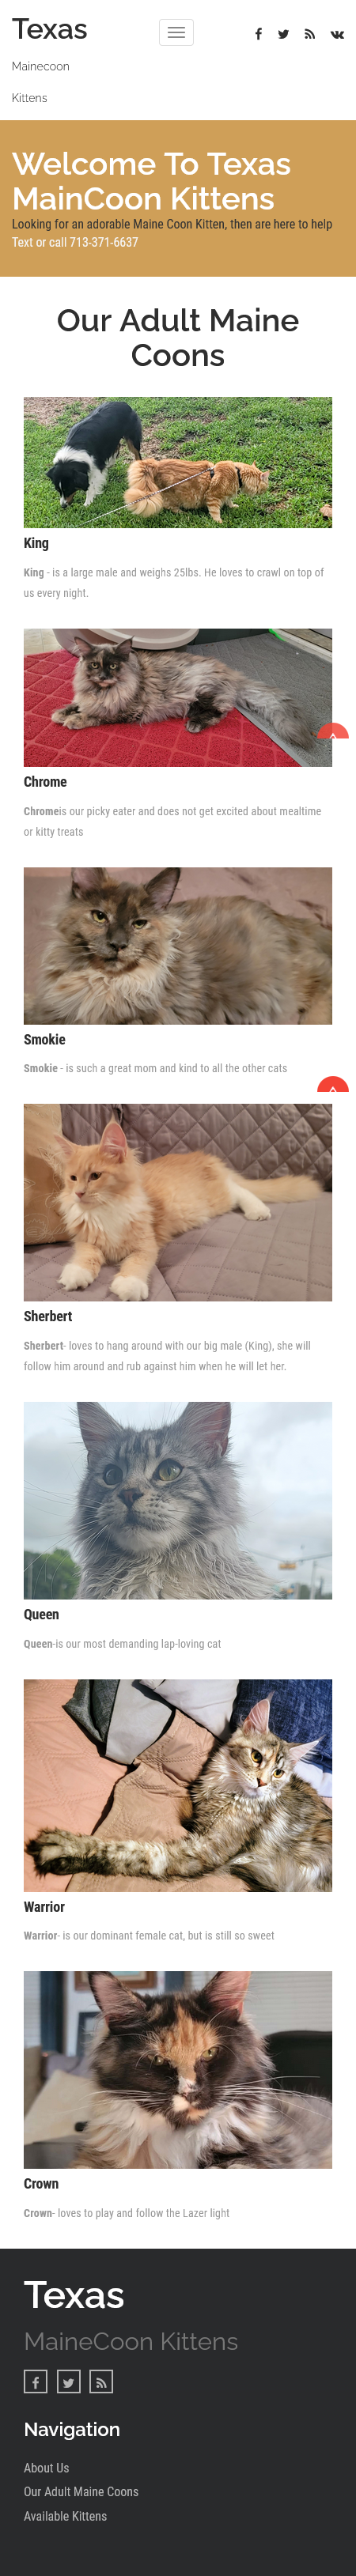 Texas
Mainecoon
Kittens
Welcome To Texas
MainCoon Kittens
Looking for an adorable Maine Coon Kitten, then are here to help
Text or call 713-371-6637
Our Adult Maine
Coons
King
King - is a large male and weighs 25lbs. He loves to crawl on top of
us every night.
Chrome
Chromeis our picky eater and does not get excited about mealtime
or kitty treats
Smokie
Smokie - is such a great mom and kind to all the other cats
Sherbert
Sherbert- loves to hang around with our big male (King), she will
follow him around and rub against him when he will let her.
Queen
Queen-is our most demanding lap-loving cat
Warrior
Warrior- is our dominant female cat, but is still so sweet
Crown
Crown- loves to play and follow the Lazer light
Texas
MaineCoon Kittens
Navigation
About Us
Our Adult Maine Coons
Available Kittens